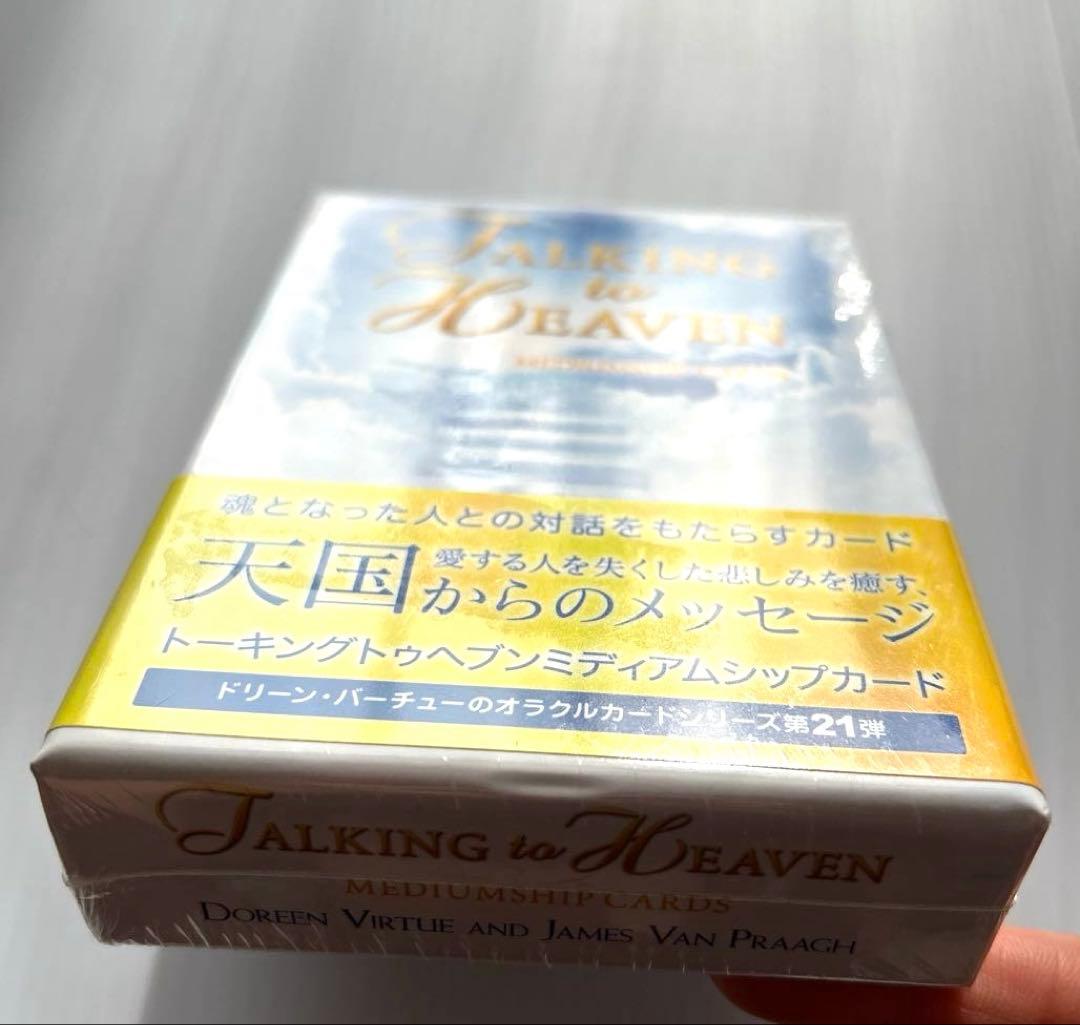 TALKING
to
HEAVEN
MEDIUMSHIP CARDS
魂となった人との対話をもたらすカード
愛する人を失くした悲しみを癒す、
天国からのメッセージ
トーキングトゥヘブンミディアムシップカード
ドリーン・バーチューのオラクルカードシリーズ第21弾
TALKING to HEAVEN
MEDIUMSHIP CARDS
DOREEN VIRTUE AND JAMES VAN PRAAGH